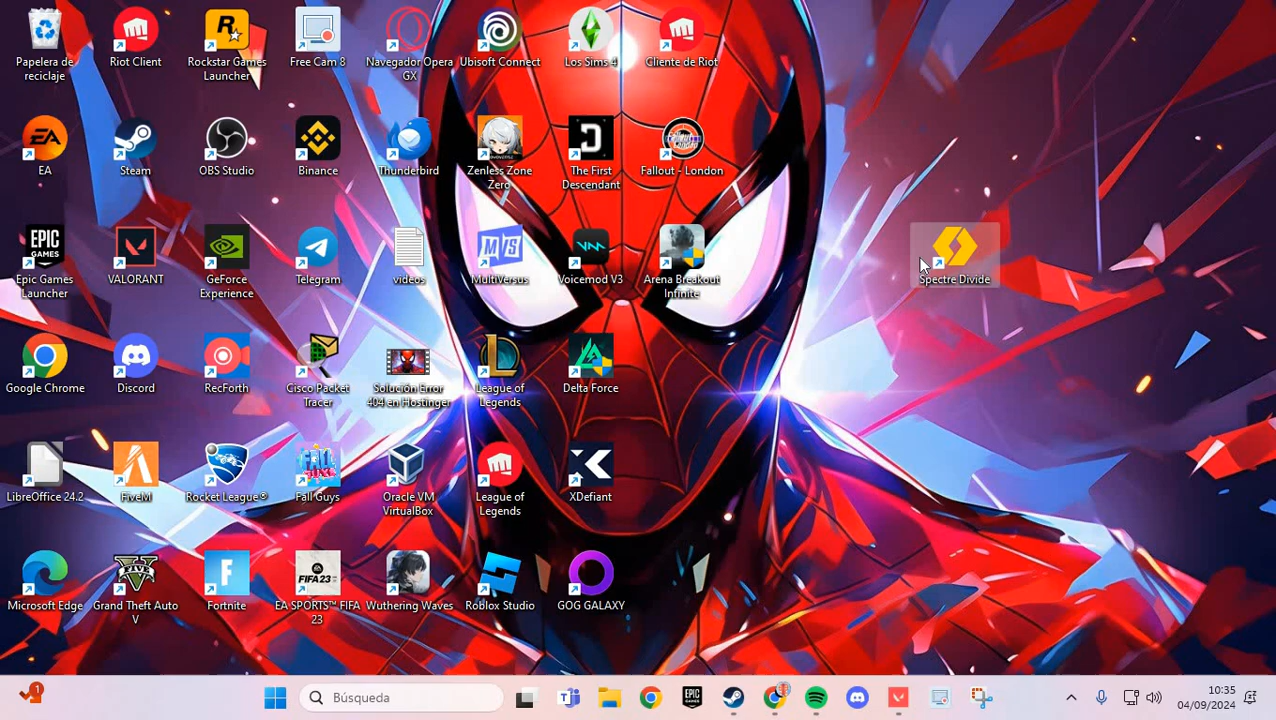 Papelera de
reciclaje
Riot Client
Rockstar Games
Launcher
Free Cam 8
Navegador Opera
GX
Ubisoft Connect
Los Sims 4
Cliente de Riot
EA
Steam
OBS Studio
Binance
Thunderbird
Zenless Zone
Zero
The First
Descendant
Fallout - London
EPIC
GAMES
Epic Games
Launcher
VALORANT
GeForce
Experience
Telegram
videos
MultiVersus
Voicemod V3
Arena Breakout
Infinite
Spectre Divide
Google Chrome
Discord
RecForth
Cisco Packet
Tracer
Solución Error
404 en Hostinger
League of
Legends
Delta Force
LibreOffice 24.2
FiveM
Rocket League®
Fall Guys
Oracle VM
VirtualBox
League of
Legends
XDefiant
Microsoft Edge
Grand Theft Auto
V
Fortnite
EA SPORTS™ FIFA
23
Wuthering Waves
Roblox Studio
GOG GALAXY
1
Búsqueda
10:35
04/09/2024